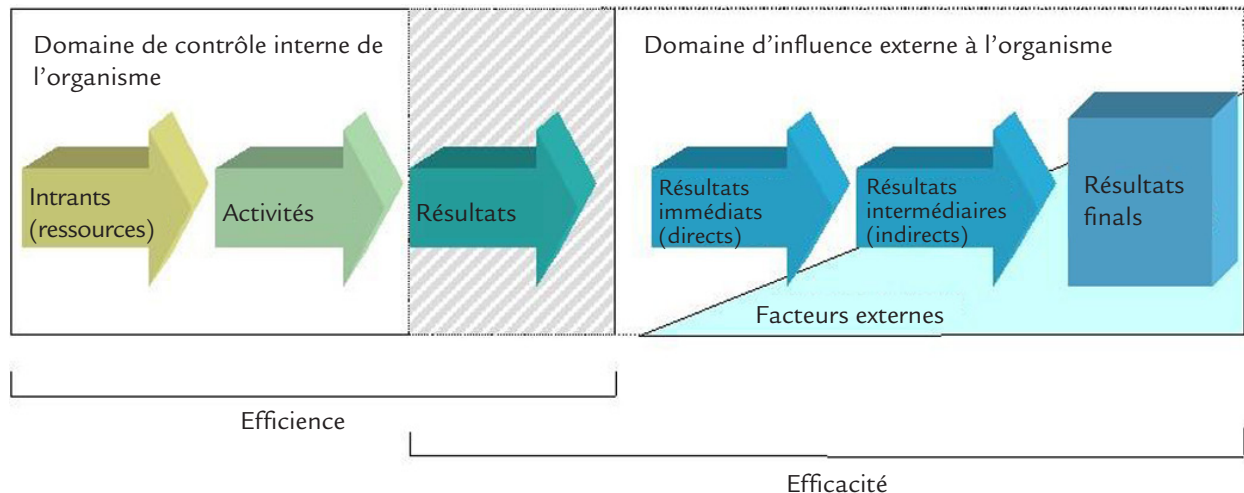 Domaine de contrôle interne de
l’organisme
Domaine d’influence externe à l’organisme
Intrants
(ressources)
Activités
Résultats
Résultats
immédiats
(directs)
Résultats
intermédiaires
(indirects)
Résultats
finals
Facteurs externes
Efficience
Efficacité